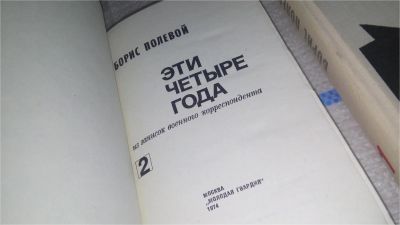 БОРИС ПОЛЕВОЙ
ЭТИ
ЧЕТЫРЕ
ГОДА
из записок военного корреспондента
2
МОСКВА
„МОЛОДАЯ ГВАРДИЯ"
1974